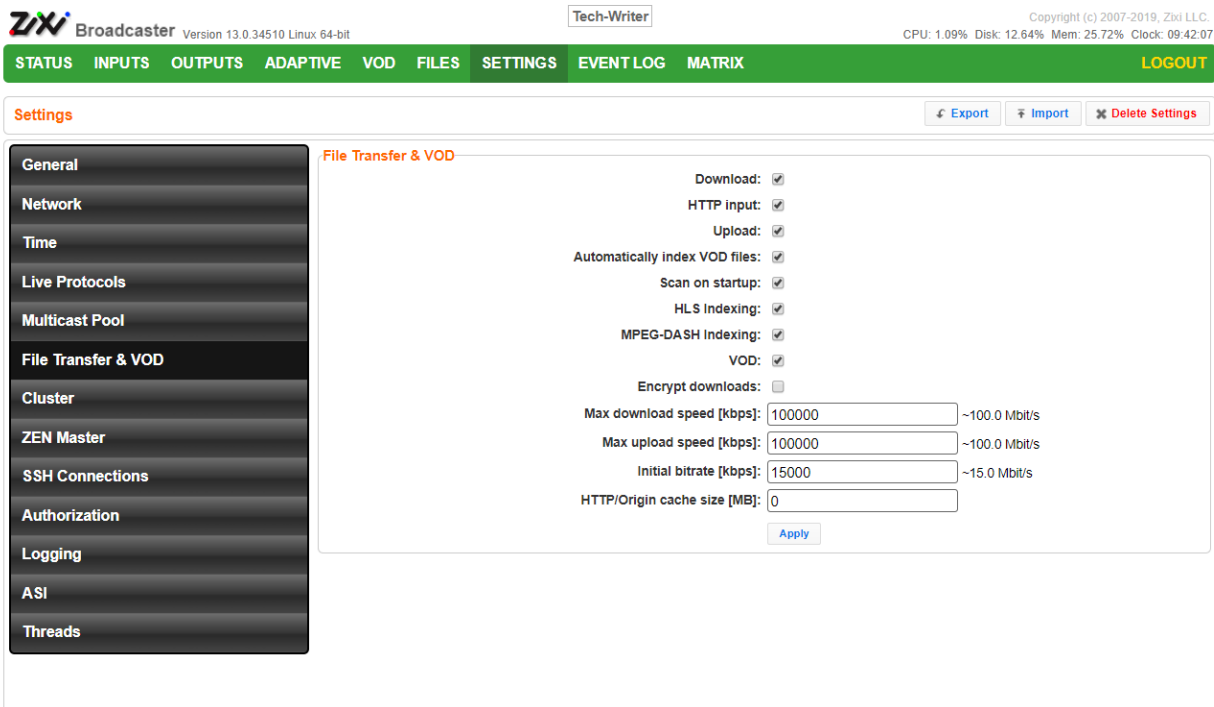 ZiXi Broadcaster Version 13.0.34510 Linux 64-bit
Tech-Writer
Copyright (c) 2007-2019, Zixi LLC.
CPU: 1.09% Disk: 12.64% Mem: 25.72% Clock: 09:42:07
STATUS INPUTS OUTPUTS ADAPTIVE VOD FILES SETTINGS EVENT LOG MATRIX LOGOUT
Settings
Export Import Delete Settings
General
Network
Time
Live Protocols
Multicast Pool
File Transfer & VOD
Cluster
ZEN Master
SSH Connections
Authorization
Logging
ASI
Threads
File Transfer & VOD
Download:
HTTP input:
Upload:
Automatically index VOD files:
Scan on startup:
HLS Indexing:
MPEG-DASH Indexing:
VOD:
Encrypt downloads:
Max download speed [kbps]: 100000 ~100.0 Mbit/s
Max upload speed [kbps]: 100000 ~100.0 Mbit/s
Initial bitrate [kbps]: 15000 ~15.0 Mbit/s
HTTP/Origin cache size [MB]: 0
Apply